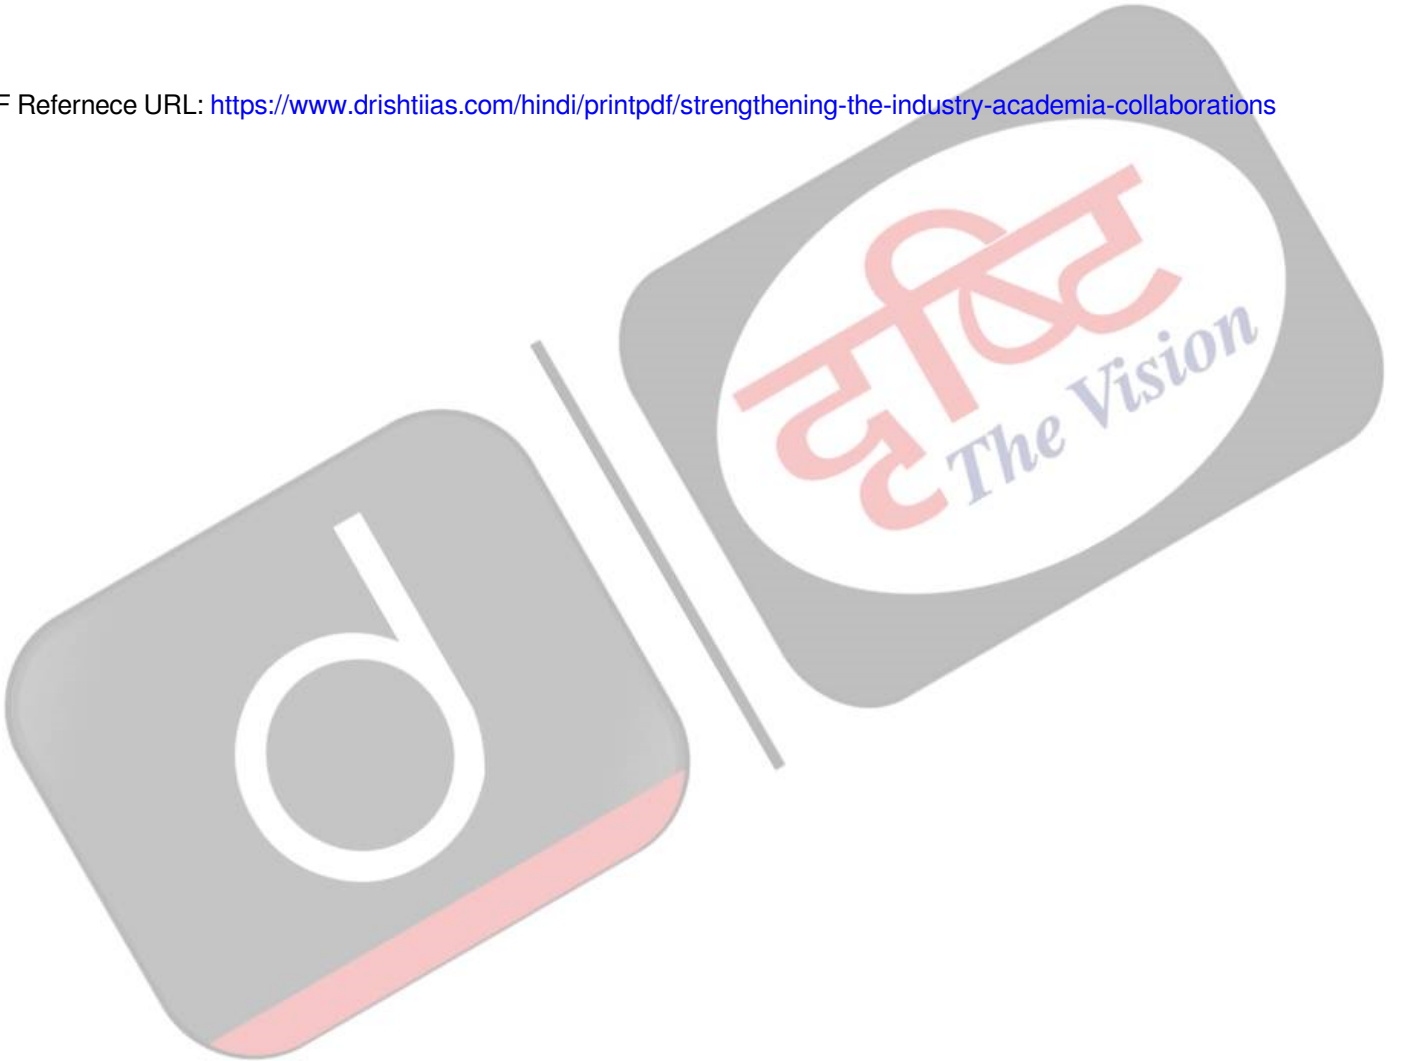 F Refernece URL: https://www.drishtiias.com/hindi/printpdf/strengthening-the-industry-academia-collaborations
दृष्टि
The Vision
d